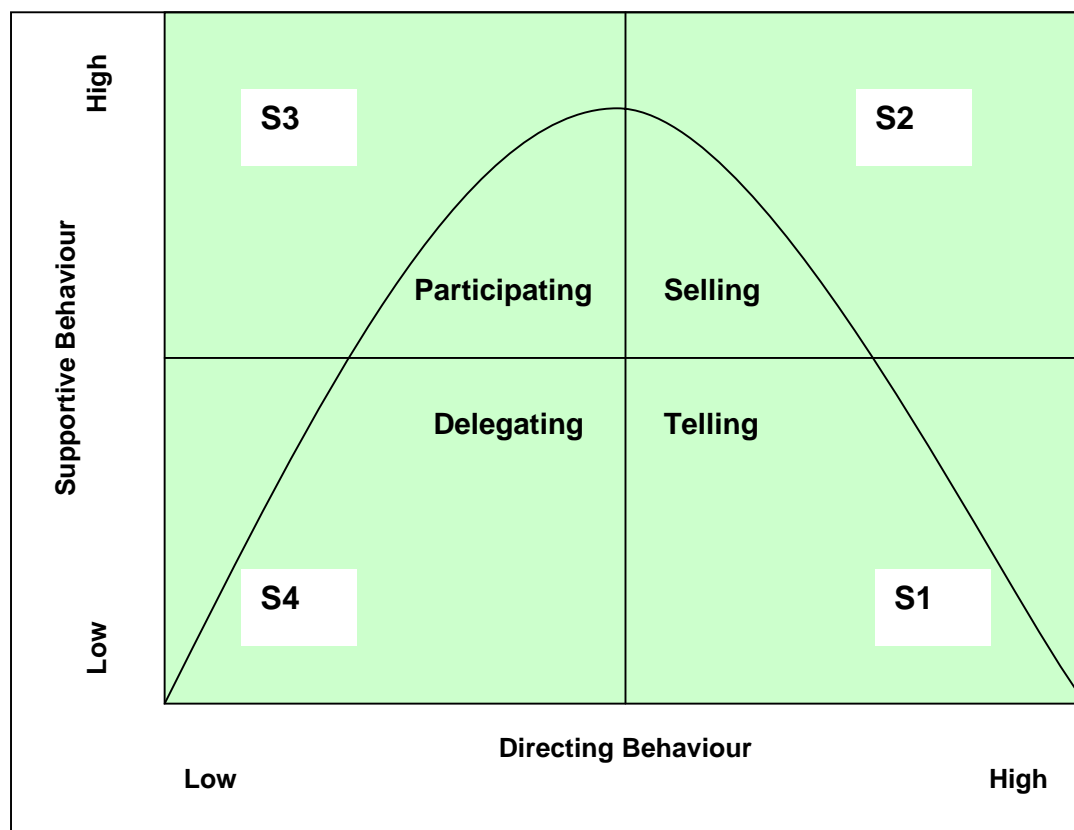 High
S3
S2
Supportive Behaviour
Participating
Selling
Delegating
Telling
S4
S1
Low
Directing Behaviour
Low
High